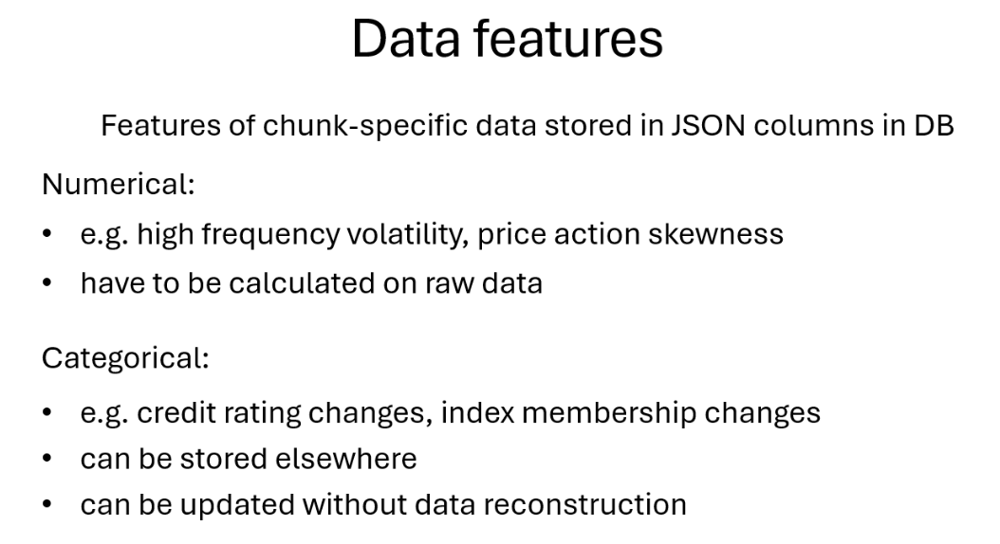 Data features
Features of chunk-specific data stored in JSON columns in DB
Numerical:
• e.g. high frequency volatility, price action skewness
• have to be calculated on raw data
Categorical:
• e.g. credit rating changes, index membership changes
• can be stored elsewhere
• can be updated without data reconstruction